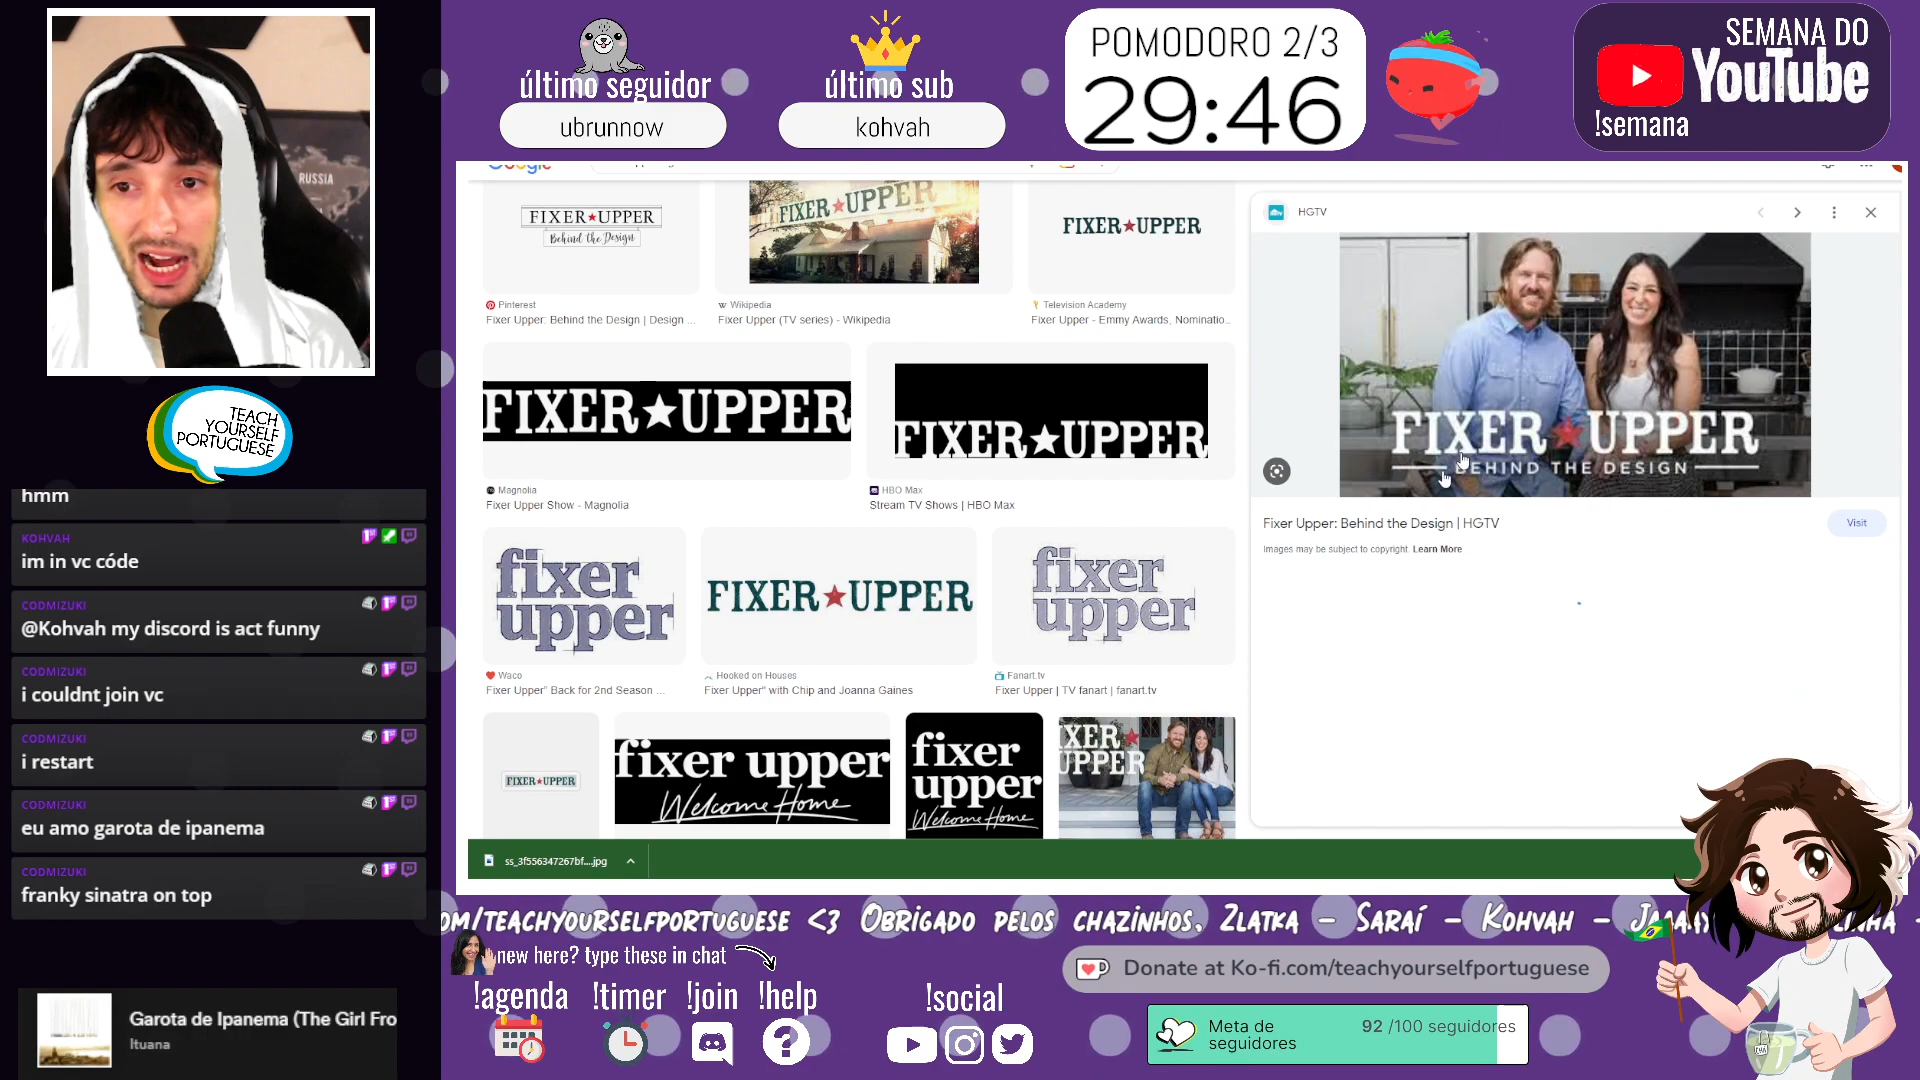 RUSSIA
TEACH
YOURSELF
PORTUGUESE
hmm
KOHVAH
im in vc códe
CODMIZUKI
@Kohvah my discord is act funny
CODMIZUKI
i couldnt join vc
CODMIZUKI
i restart
CODMIZUKI
eu amo garota de ipanema
CODMIZUKI
franky sinatra on top
Garota de Ipanema (The Girl Fro
Ituana
último seguidor
ubrunnow
último sub
kohvah
POMODORO 2/3
29:46
SEMANA DO
YouTube
!semana
Google
FIXER UPPER
Behind the Design
Pinterest
Fixer Upper: Behind the Design | Design ...
FIXER UPPER
Wikipedia
Fixer Upper (TV series) - Wikipedia
FIXER UPPER
Television Academy
Fixer Upper - Emmy Awards, Nominatio...
FIXER UPPER
Magnolia
Fixer Upper Show - Magnolia
FIXER UPPER
HBO Max
Stream TV Shows | HBO Max
fixer
upper
Waco
Fixer Upper" Back for 2nd Season ...
FIXER UPPER
Hooked on Houses
Fixer Upper" with Chip and Joanna Gaines
fixer
upper
Fanart.tv
Fixer Upper | TV fanart | fanart.tv
FIXER UPPER
fixer upper
Welcome Home
fixer
upper
Welcome Home
IXER
UPPER
HGTV
FIXER UPPER
BEHIND THE DESIGN
Fixer Upper: Behind the Design | HGTV
Visit
Images may be subject to copyright. Learn More
ss_3f556347267bf....jpg
OM/TEACHYOURSELFPORTUGUESE <3 OBRIGADO PELOS CHAZINHOS, ZLATKA – SARAÍ – KOHVAH –
new here? type these in chat
!agenda
!timer
!join
!help
!social
Donate at Ko-fi.com/teachyourselfportuguese
Meta de
seguidores
92 /100 seguidores